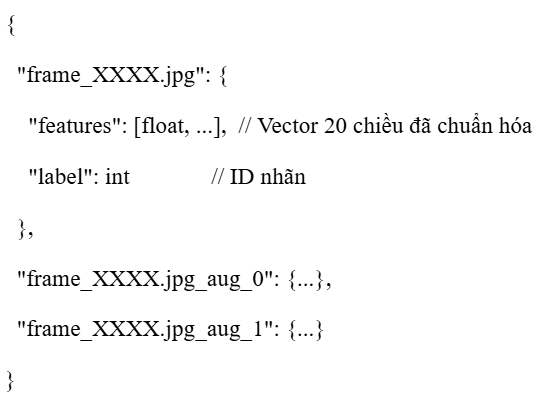 {
"frame_XXXX.jpg": {
"features": [float, ...], // Vector 20 chiều đã chuẩn hóa
"label": int // ID nhãn
},
"frame_XXXX.jpg_aug_0": {...},
"frame_XXXX.jpg_aug_1": {...}
}